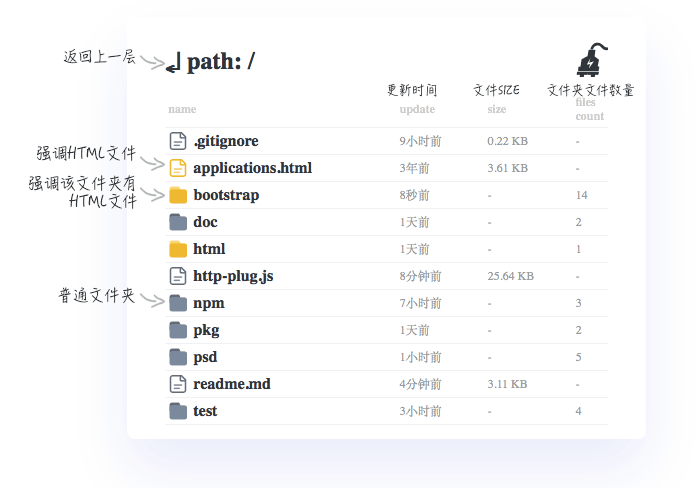 返回上一层
path: /
更新时间 文件SIZE 文件夹文件数量
name update size files count
.gitignore 9小时前 0.22 KB -
强调HTML文件
applications.html 3年前 3.61 KB -
强调该文件夹有
HTML文件
bootstrap 8秒前 - 14
doc 1天前 - 2
html 1天前 - 1
http-plug.js 8分钟前 25.64 KB -
普通文件夹
npm 7小时前 - 3
pkg 1天前 - 2
psd 1小时前 - 5
readme.md 4分钟前 3.11 KB -
test 3小时前 - 4